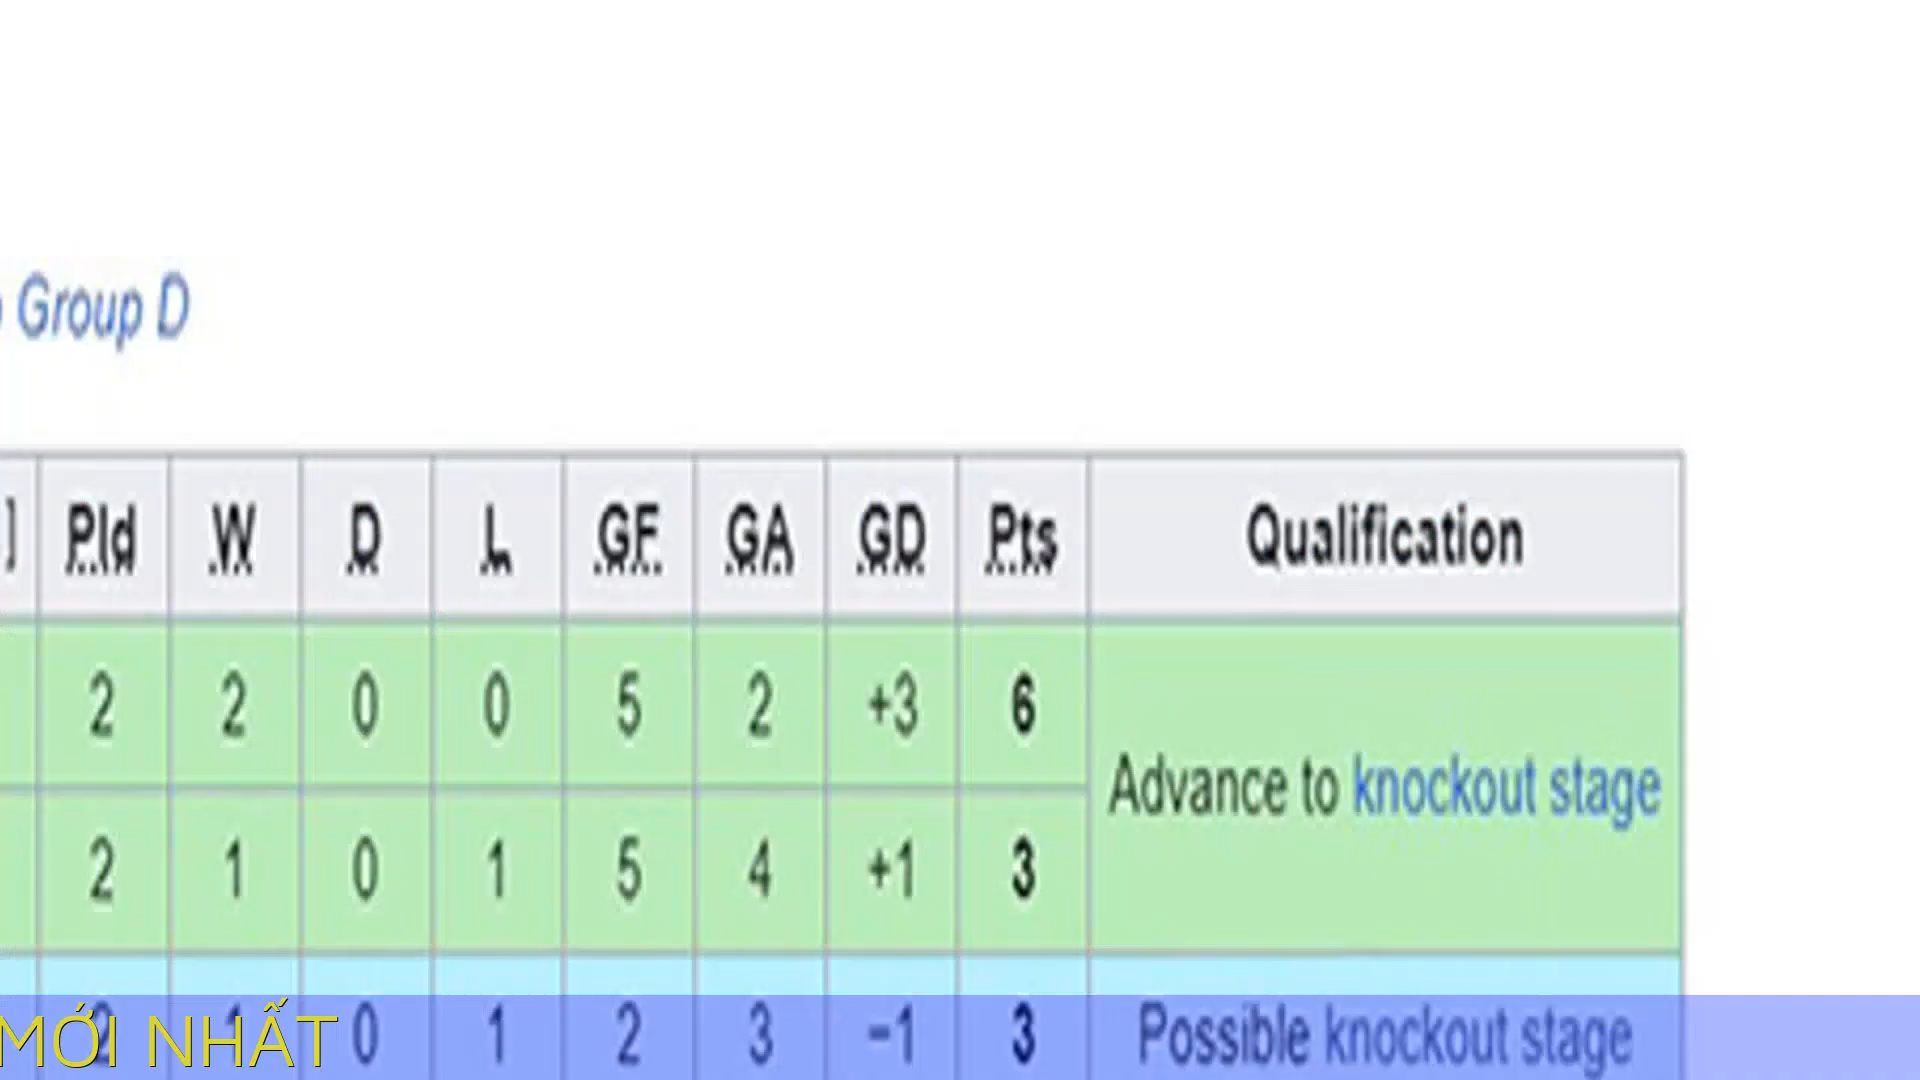 Group D
] Pld W D L GF GA GD Pts Qualification
2 2 0 0 5 2 +3 6
Advance to knockout stage
2 1 0 1 5 4 +1 3
2 1 0 1 2 3 −1 3 Possible knockout stage
MỚI NHẤT